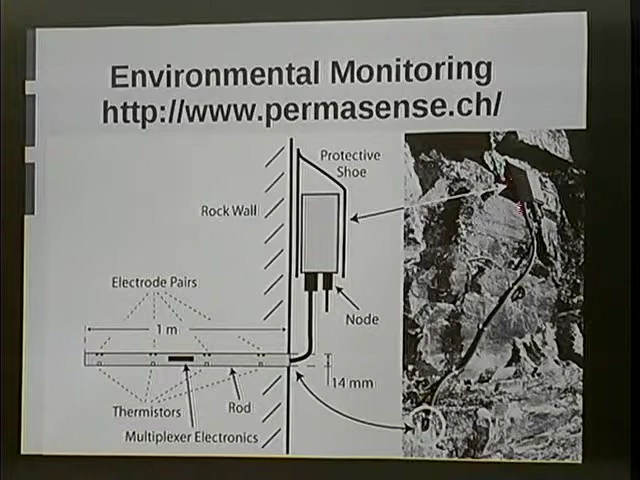 Environmental Monitoring
http://www.permasense.ch/
Protective
Shoe
Rock Wall
Electrode Pairs
1 m
Node
14 mm
Thermistors
Rod
Multiplexer Electronics